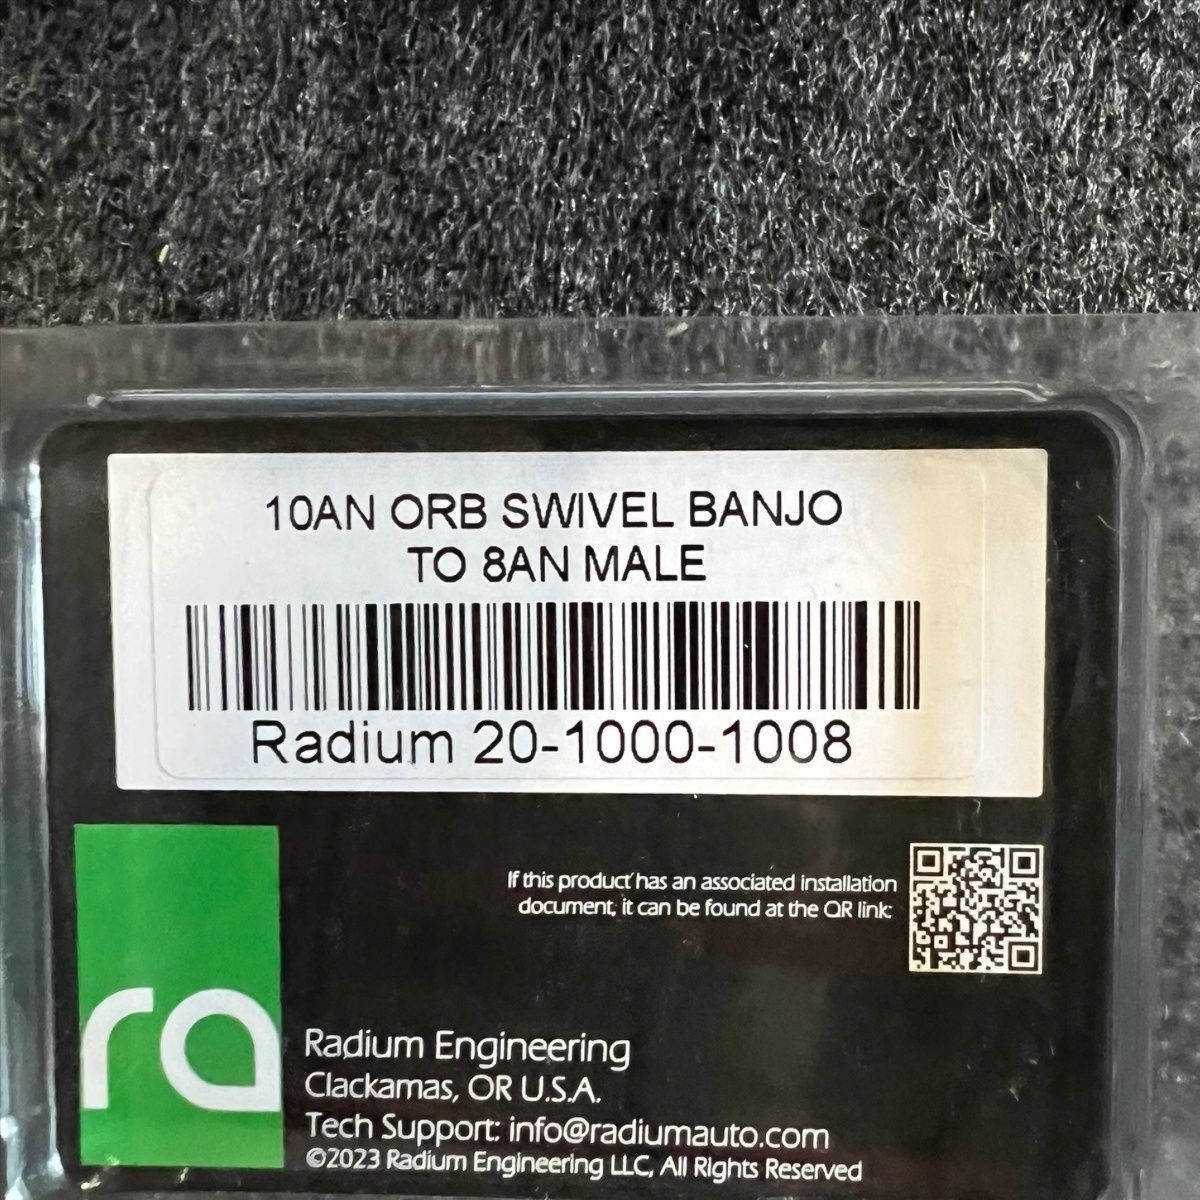 10AN ORB SWIVEL BANJO
TO 8AN MALE
Radium 20-1000-1008
If this product has an associated installation
document, it can be found at the QR link:
ra
Radium Engineering
Clackamas, OR U.S.A.
Tech Support: info@radiumauto.com
©2023 Radium Engineering LLC, All Rights Reserved